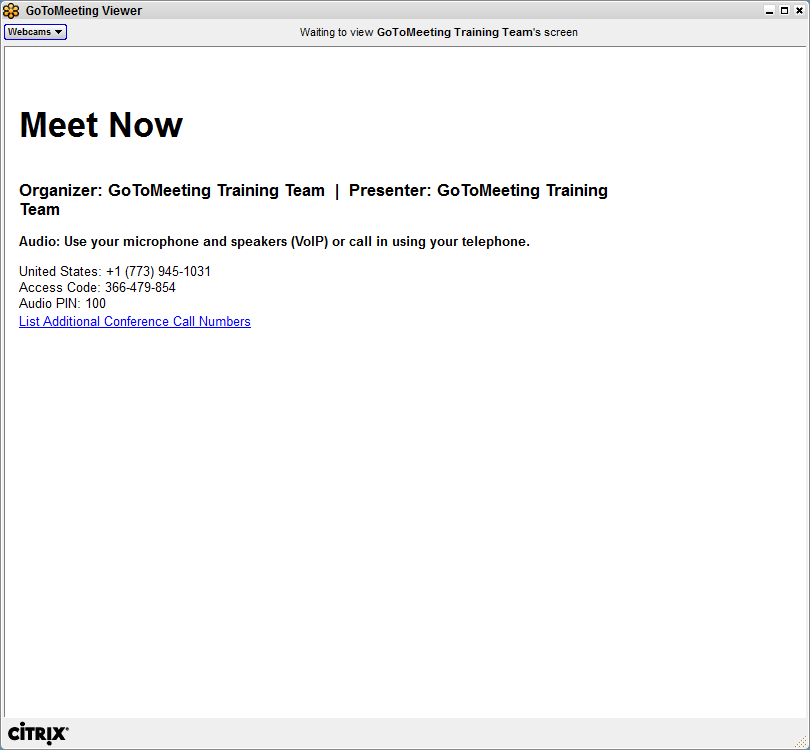 GoToMeeting Viewer
Webcams
Waiting to view GoToMeeting Training Team's screen
Meet Now
Organizer: GoToMeeting Training Team | Presenter: GoToMeeting Training
Team
Audio: Use your microphone and speakers (VoIP) or call in using your telephone.
United States: +1 (773) 945-1031
Access Code: 366-479-854
Audio PIN: 100
List Additional Conference Call Numbers
CITRIX